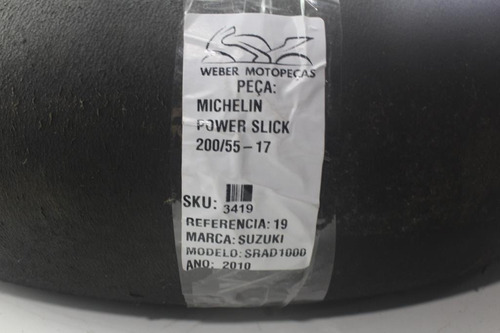 WEBER MOTOPEÇAS
PEÇA:
MICHELIN
POWER SLICK
200/55-17
SKU: 3419
REFERENCIA: 19
MARCA: SUZUKI
MODELO: SRAD1000
ANO: 2010